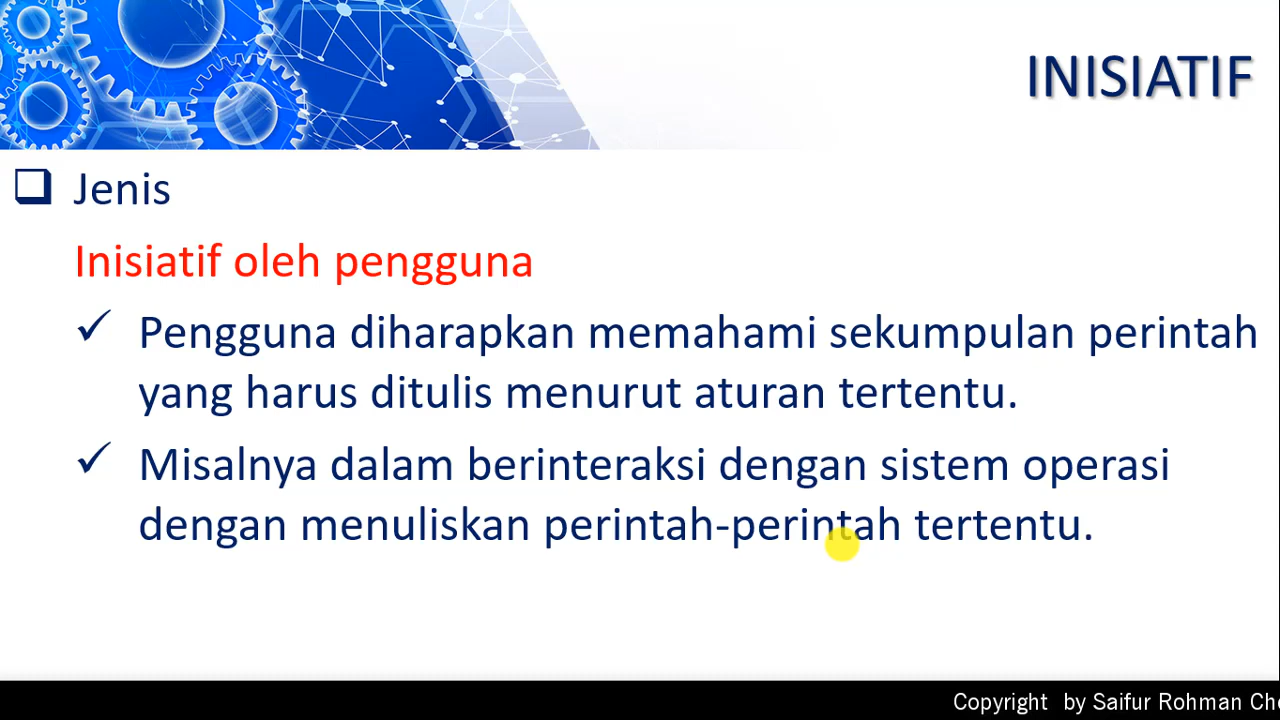 INISIATIF
Jenis
Inisiatif oleh pengguna
Pengguna diharapkan memahami sekumpulan perintah
yang harus ditulis menurut aturan tertentu.
Misalnya dalam berinteraksi dengan sistem operasi
dengan menuliskan perintah-perintah tertentu.
Copyright by Saifur Rohman